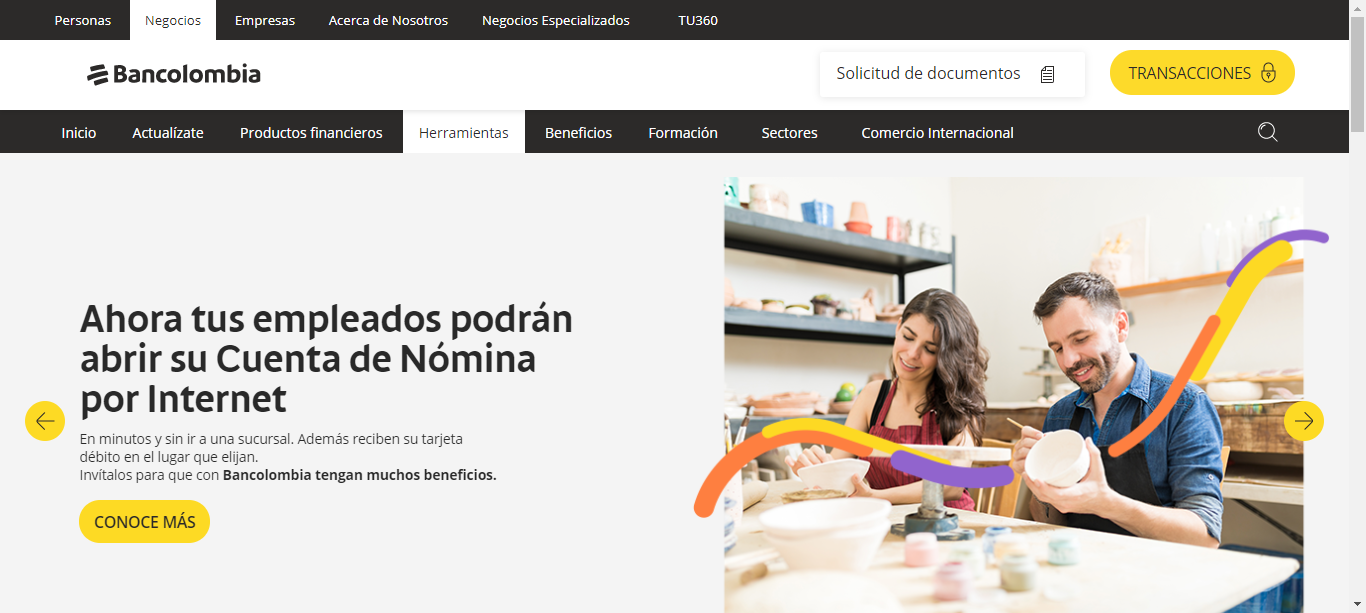 Personas Negocios Empresas Acerca de Nosotros Negocios Especializados TU360
Bancolombia
Solicitud de documentos
TRANSACCIONES
Inicio Actualízate Productos financieros Herramientas Beneficios Formación Sectores Comercio Internacional
Ahora tus empleados podrán
abrir su Cuenta de Nómina
por Internet
En minutos y sin ir a una sucursal. Además reciben su tarjeta
débito en el lugar que elijan.
Invítalos para que con Bancolombia tengan muchos beneficios.
CONOCE MÁS